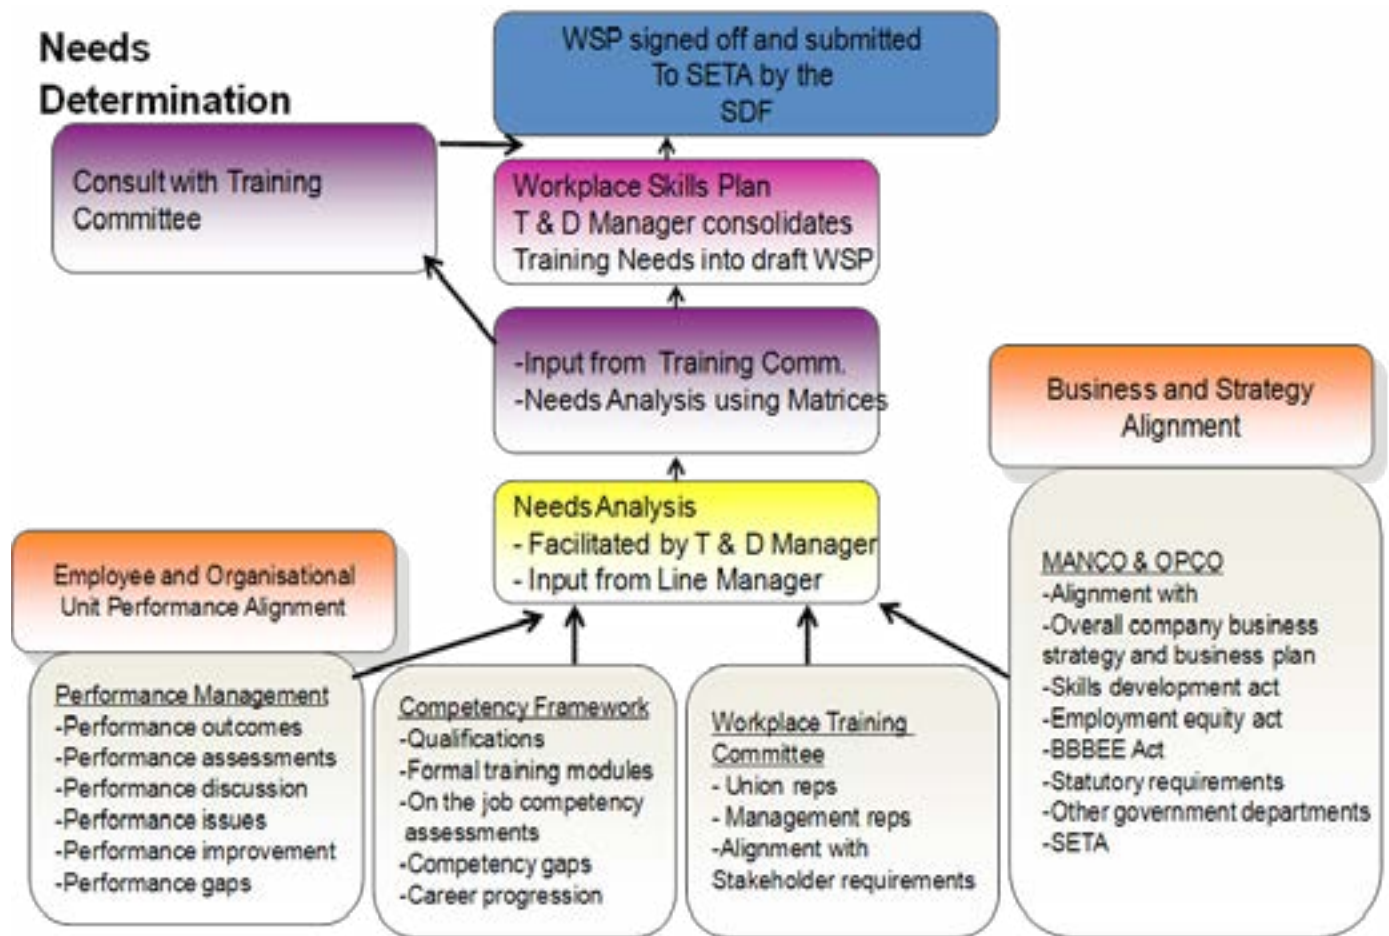 Needs
Determination
WSP signed off and submitted
To SETA by the
SDF
Consult with Training
Committee
Workplace Skills Plan
T & D Manager consolidates
Training Needs into draft WSP
-Input from Training Comm.
-Needs Analysis using Matrices
Business and Strategy
Alignment
Needs Analysis
- Facilitated by T & D Manager
- Input from Line Manager
Employee and Organisational
Unit Performance Alignment
Performance Management
-Performance outcomes
-Performance assessments
-Performance discussion
-Performance issues
-Performance improvement
-Performance gaps
Competency Framework
-Qualifications
-Formal training modules
-On the job competency
assessments
-Competency gaps
-Career progression
Workplace Training
Committee
- Union reps
- Management reps
-Alignment with
Stakeholder requirements
MANCO & OPCO
-Alignment with
-Overall company business
strategy and business plan
-Skills development act
-Employment equity act
-BBBEE Act
-Statutory requirements
-Other government departments
-SETA